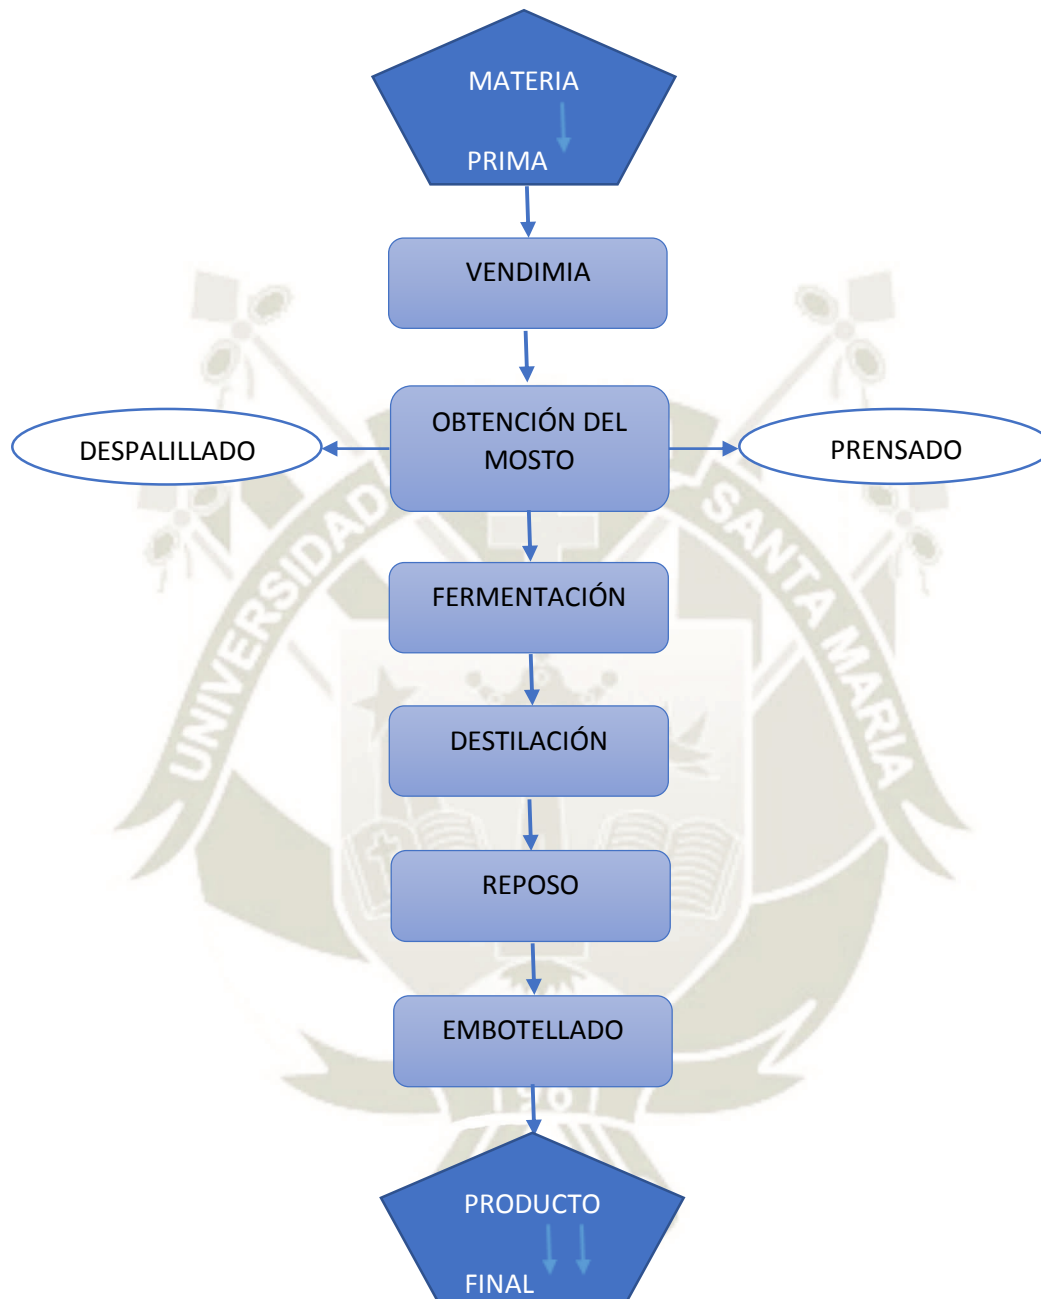 MATERIA
PRIMA
VENDIMIA
OBTENCIÓN DEL
MOSTO
DESPALILLADO
PRENSADO
FERMENTACIÓN
DESTILACIÓN
REPOSO
EMBOTELLADO
PRODUCTO
FINAL
UNIVERSIDAD
SANTA MARIA